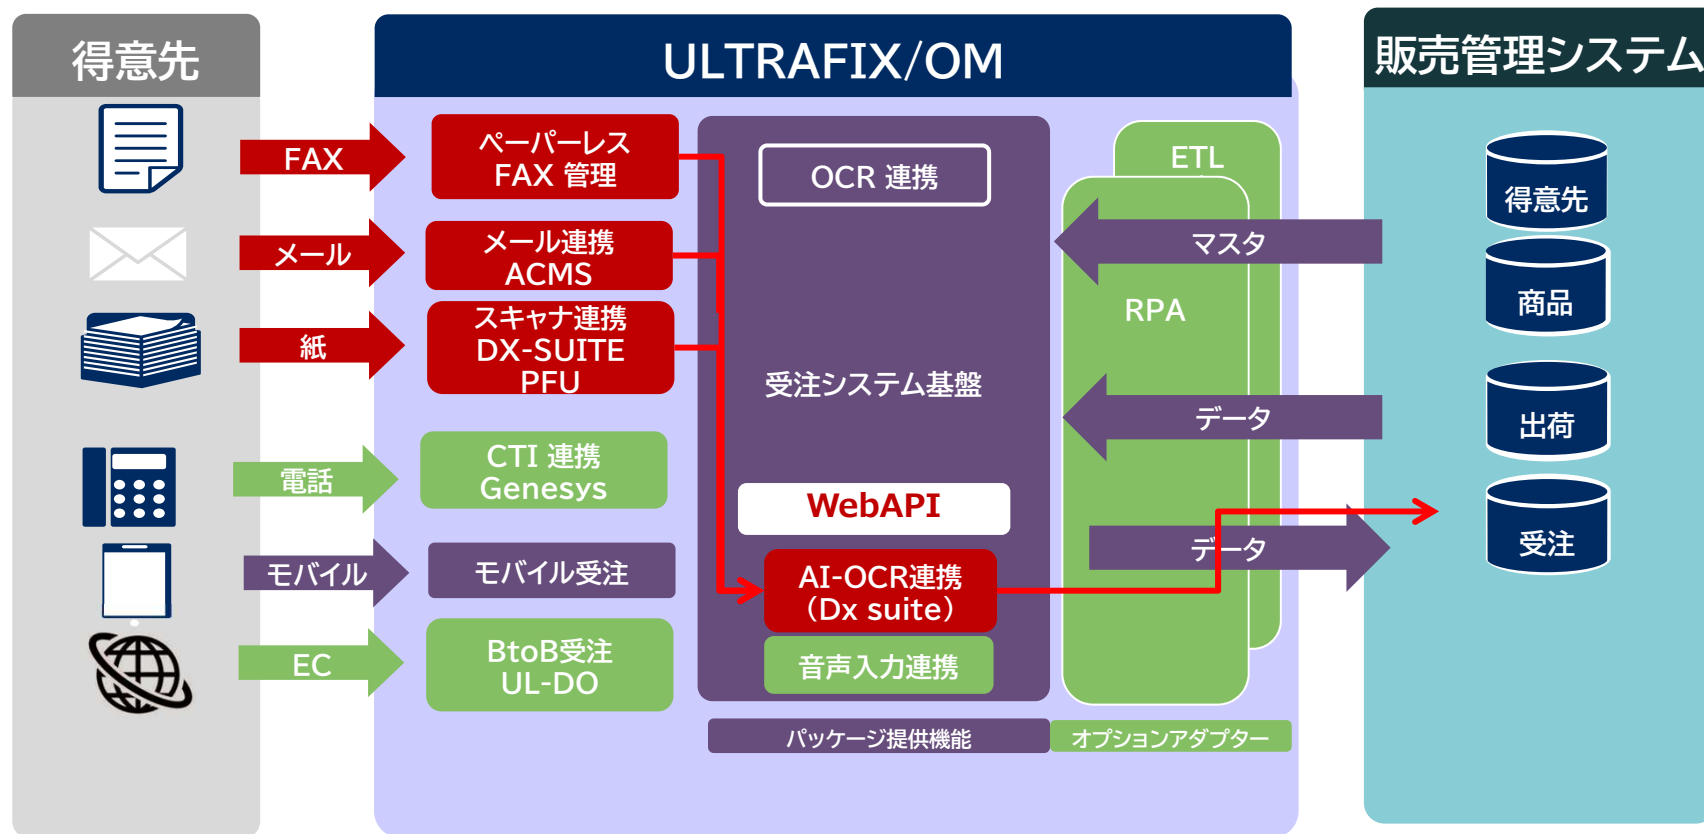 得意先
ULTRAFIX/OM
販売管理システム
FAX
メール
紙
電話
モバイル
EC
ペーパーレス
FAX 管理
メール連携
ACMS
スキャナ連携
DX-SUITE
PFU
CTI 連携
Genesys
モバイル受注
BtoB受注
UL-DO
OCR 連携
受注システム基盤
WebAPI
AI-OCR連携
（Dx suite）
音声入力連携
パッケージ提供機能
ETL
RPA
オプションアダプター
マスタ
データ
データ
得意先
商品
出荷
受注